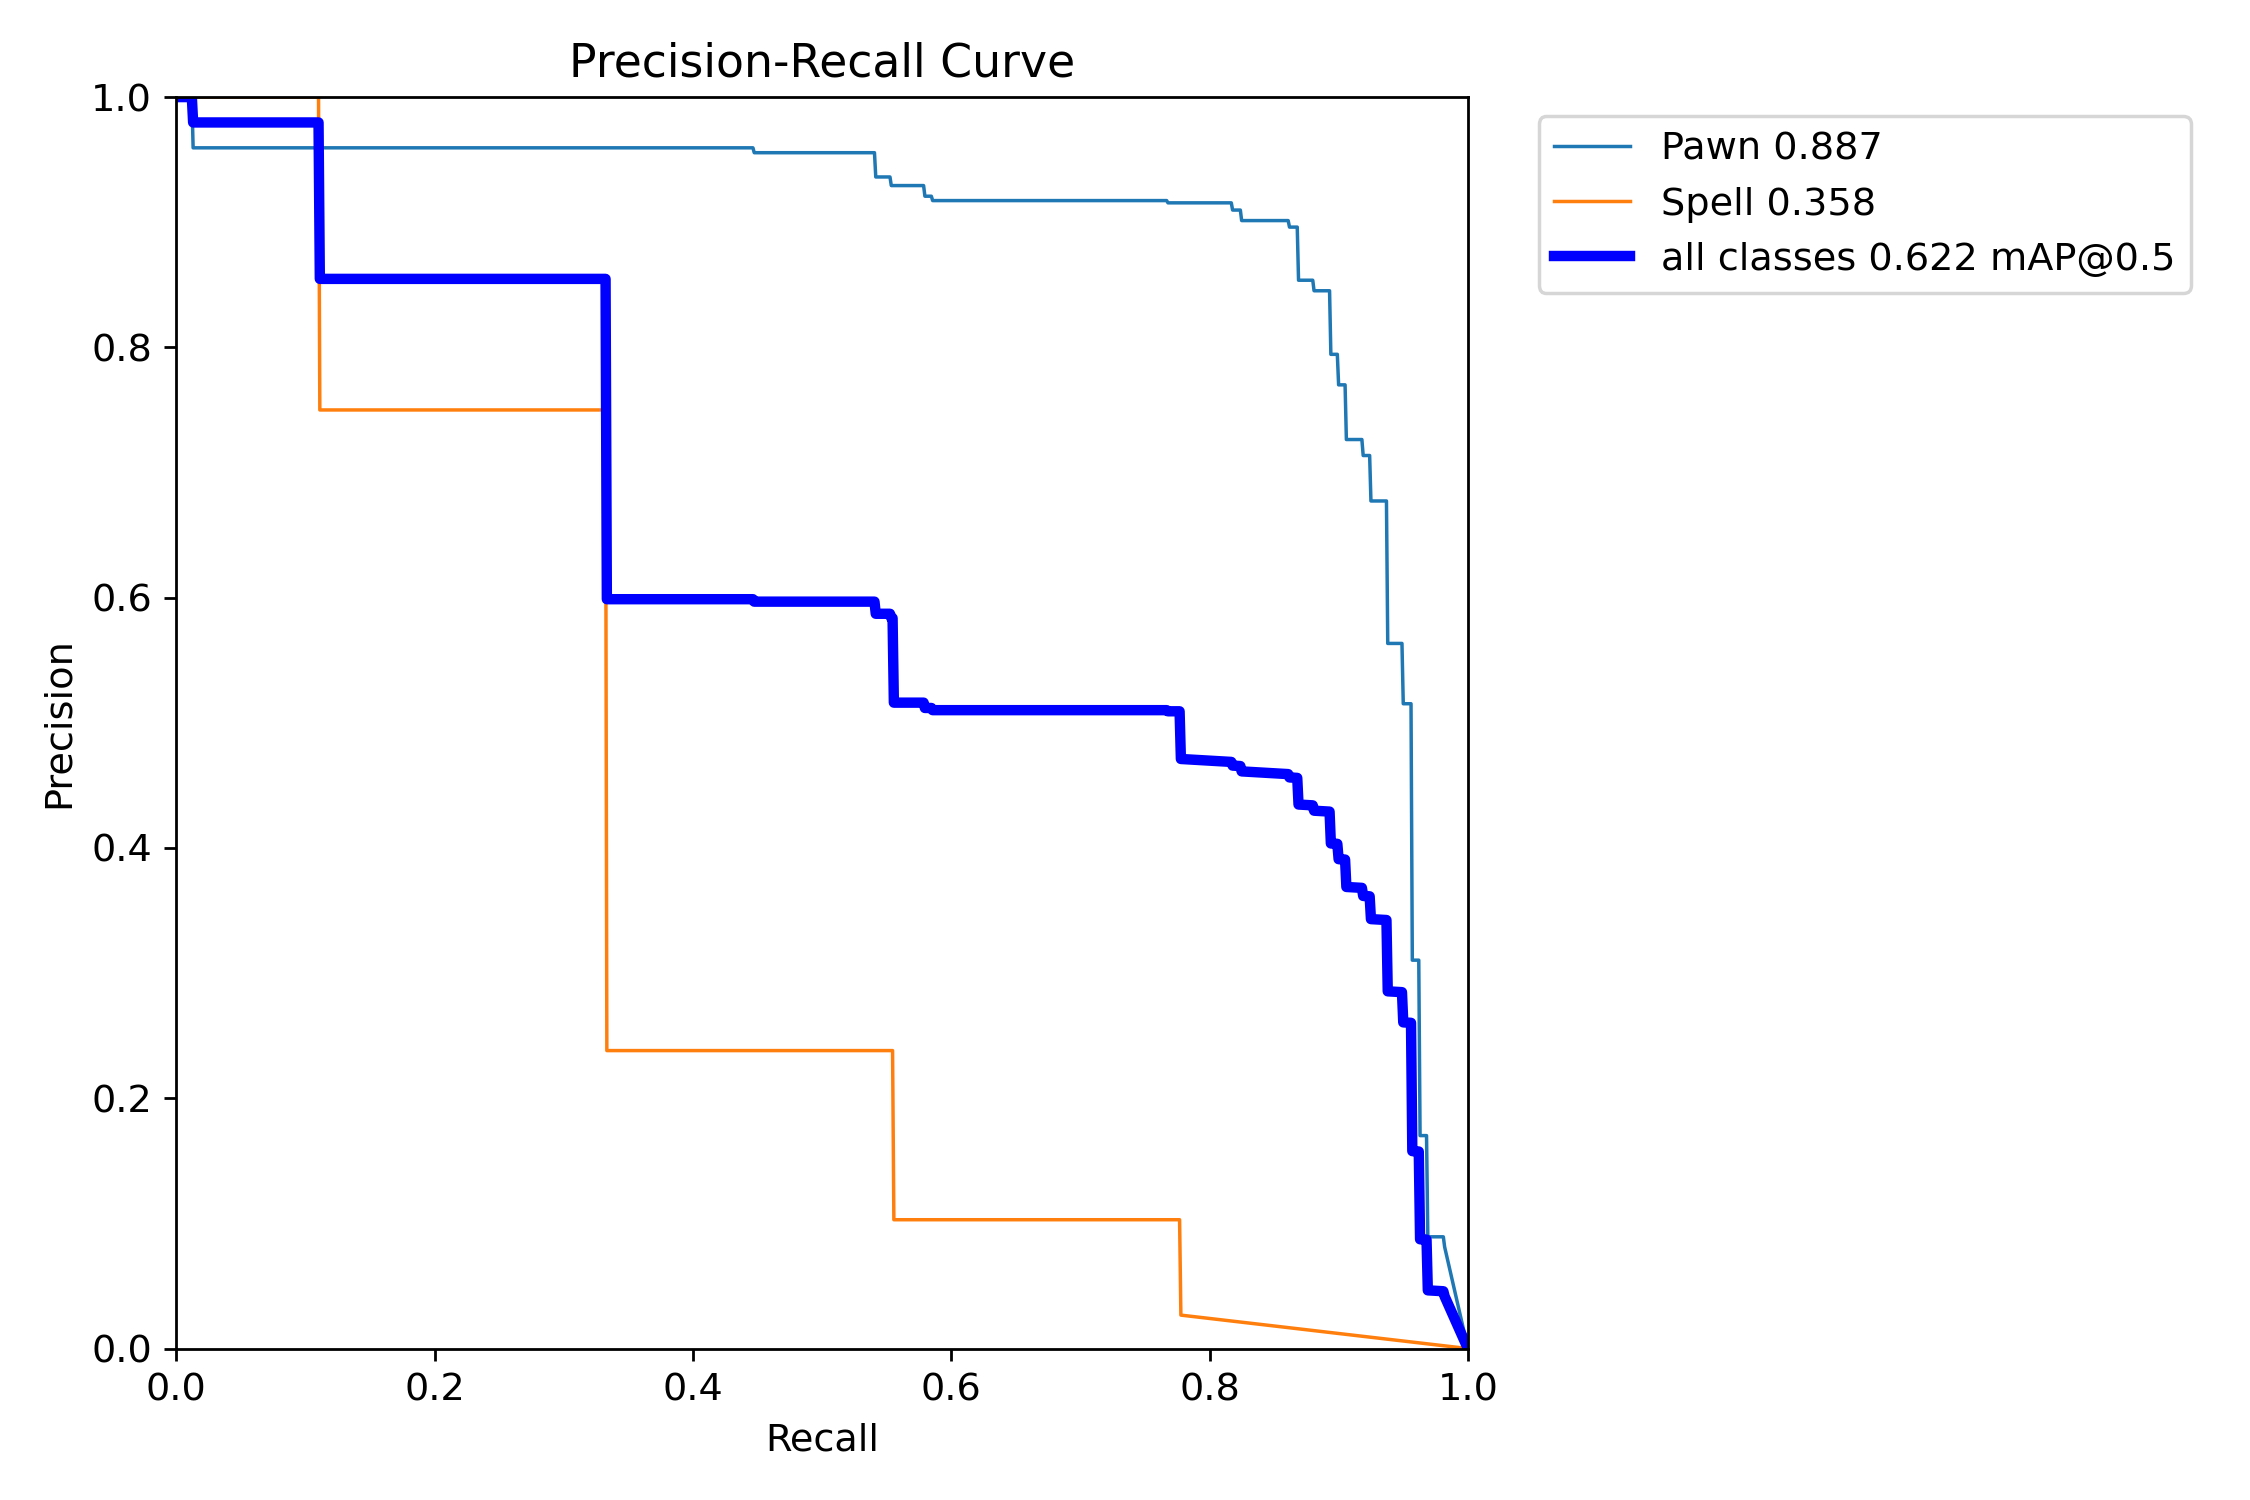 Precision-Recall Curve
1.0
0.8
0.6
0.4
0.2
0.0
Precision
0.0 0.2 0.4 0.6 0.8 1.0
Recall
Pawn 0.887
Spell 0.358
all classes 0.622 mAP@0.5